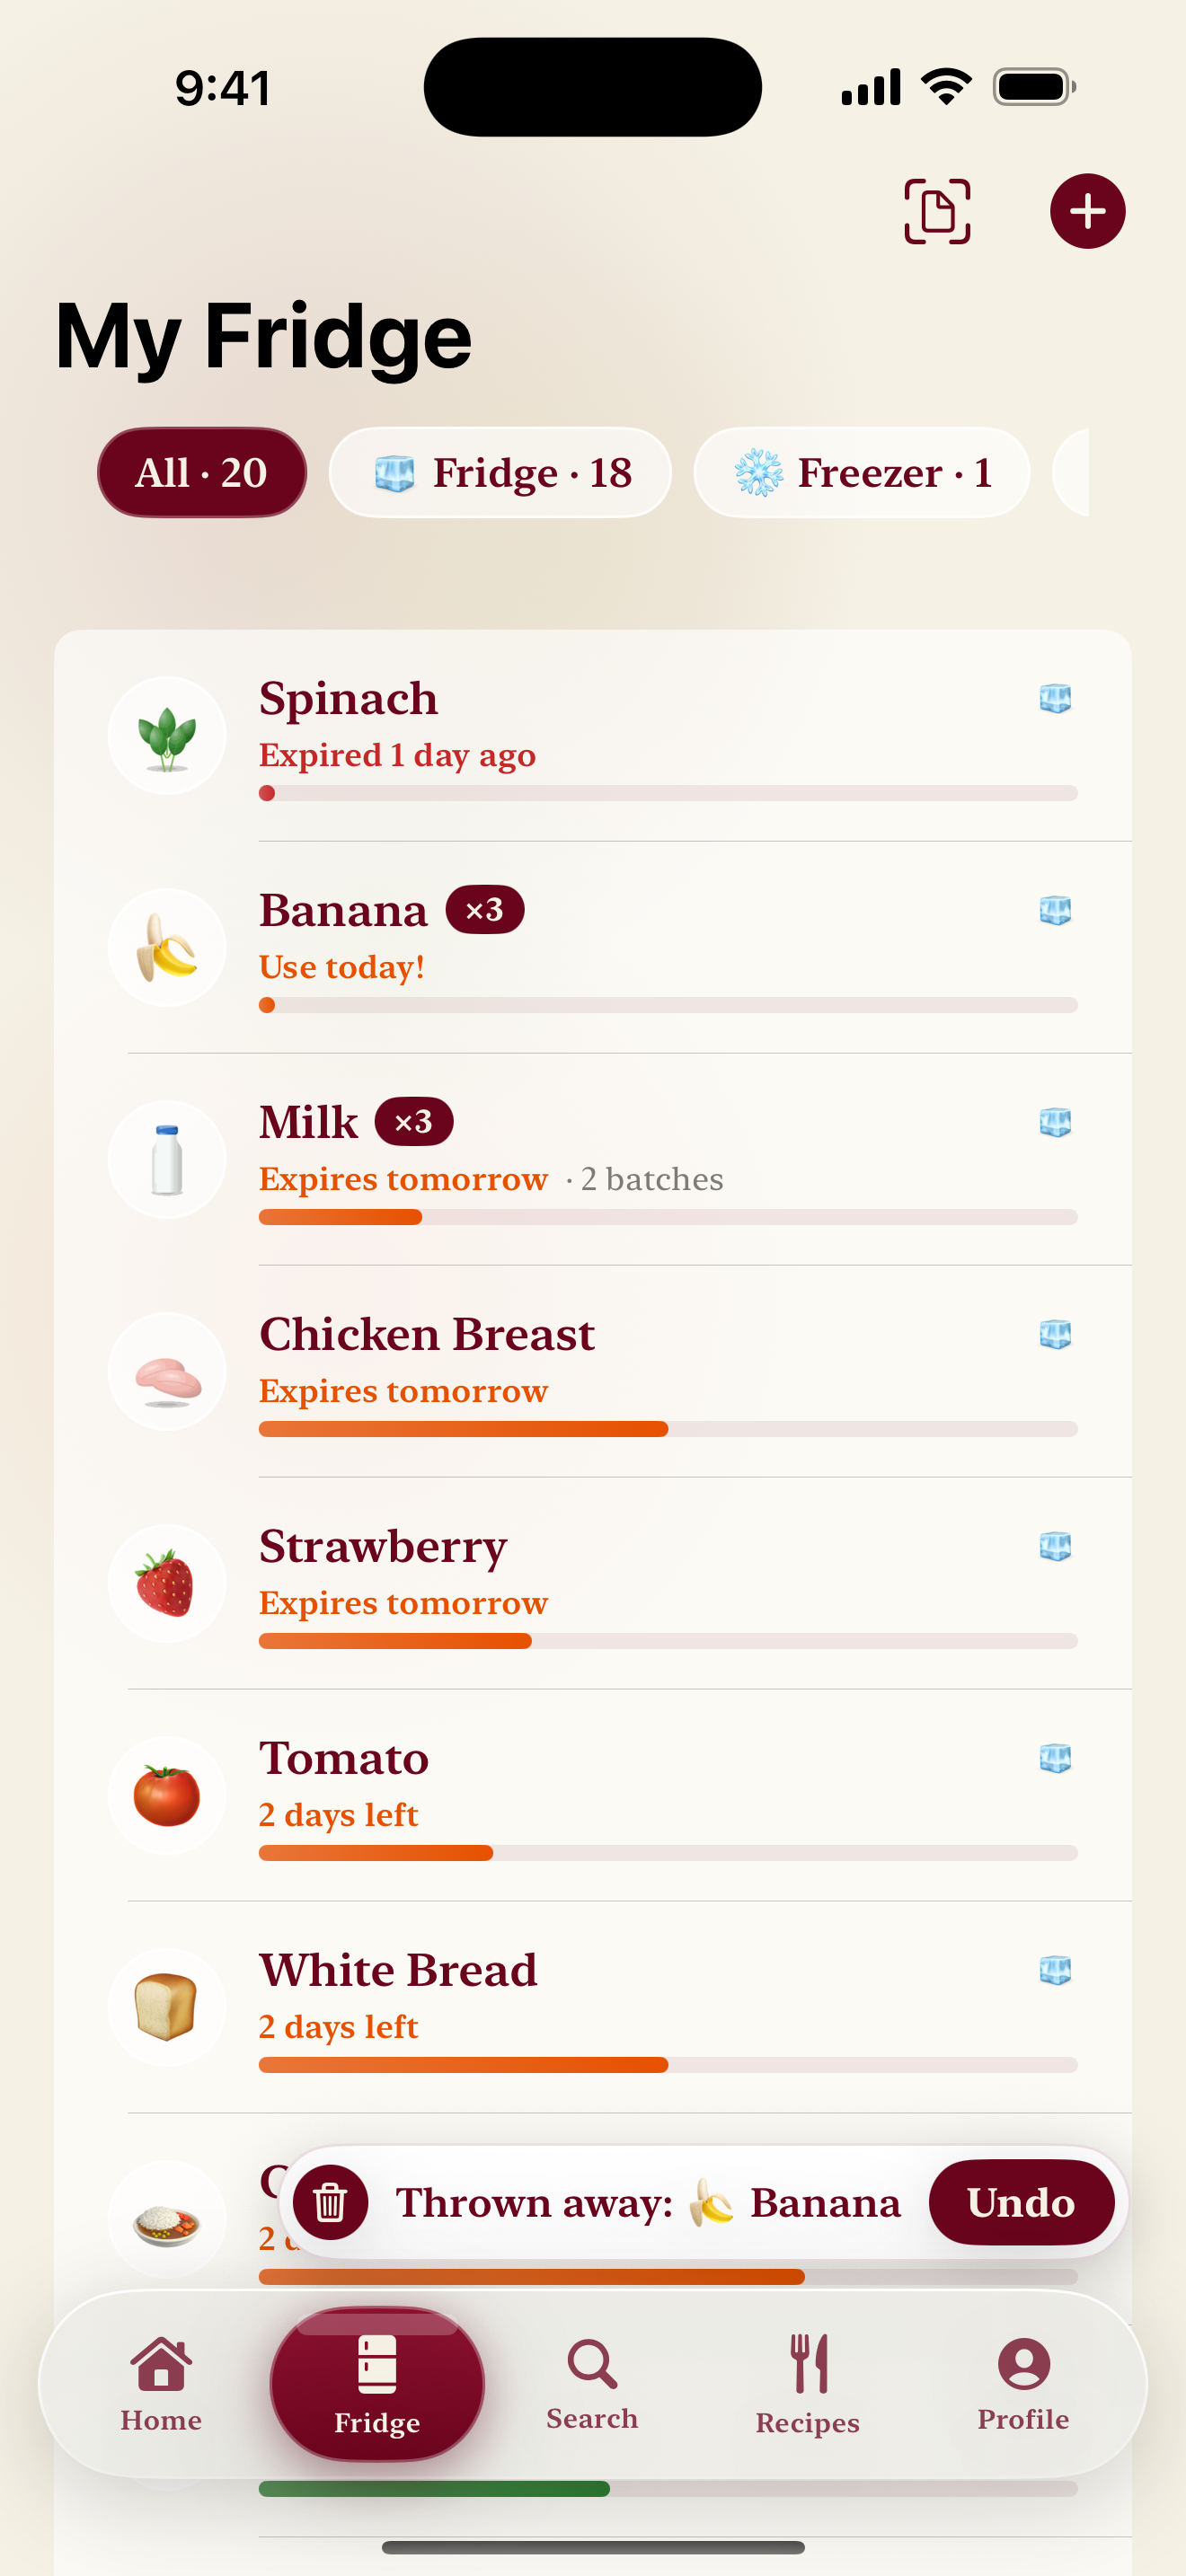 9:41
My Fridge
All · 20
Fridge · 18
Freezer · 1
Spinach
Expired 1 day ago
Banana ×3
Use today!
Milk ×3
Expires tomorrow · 2 batches
Chicken Breast
Expires tomorrow
Strawberry
Expires tomorrow
Tomato
2 days left
White Bread
2 days left
Thrown away: Banana
Undo
Home
Fridge
Search
Recipes
Profile